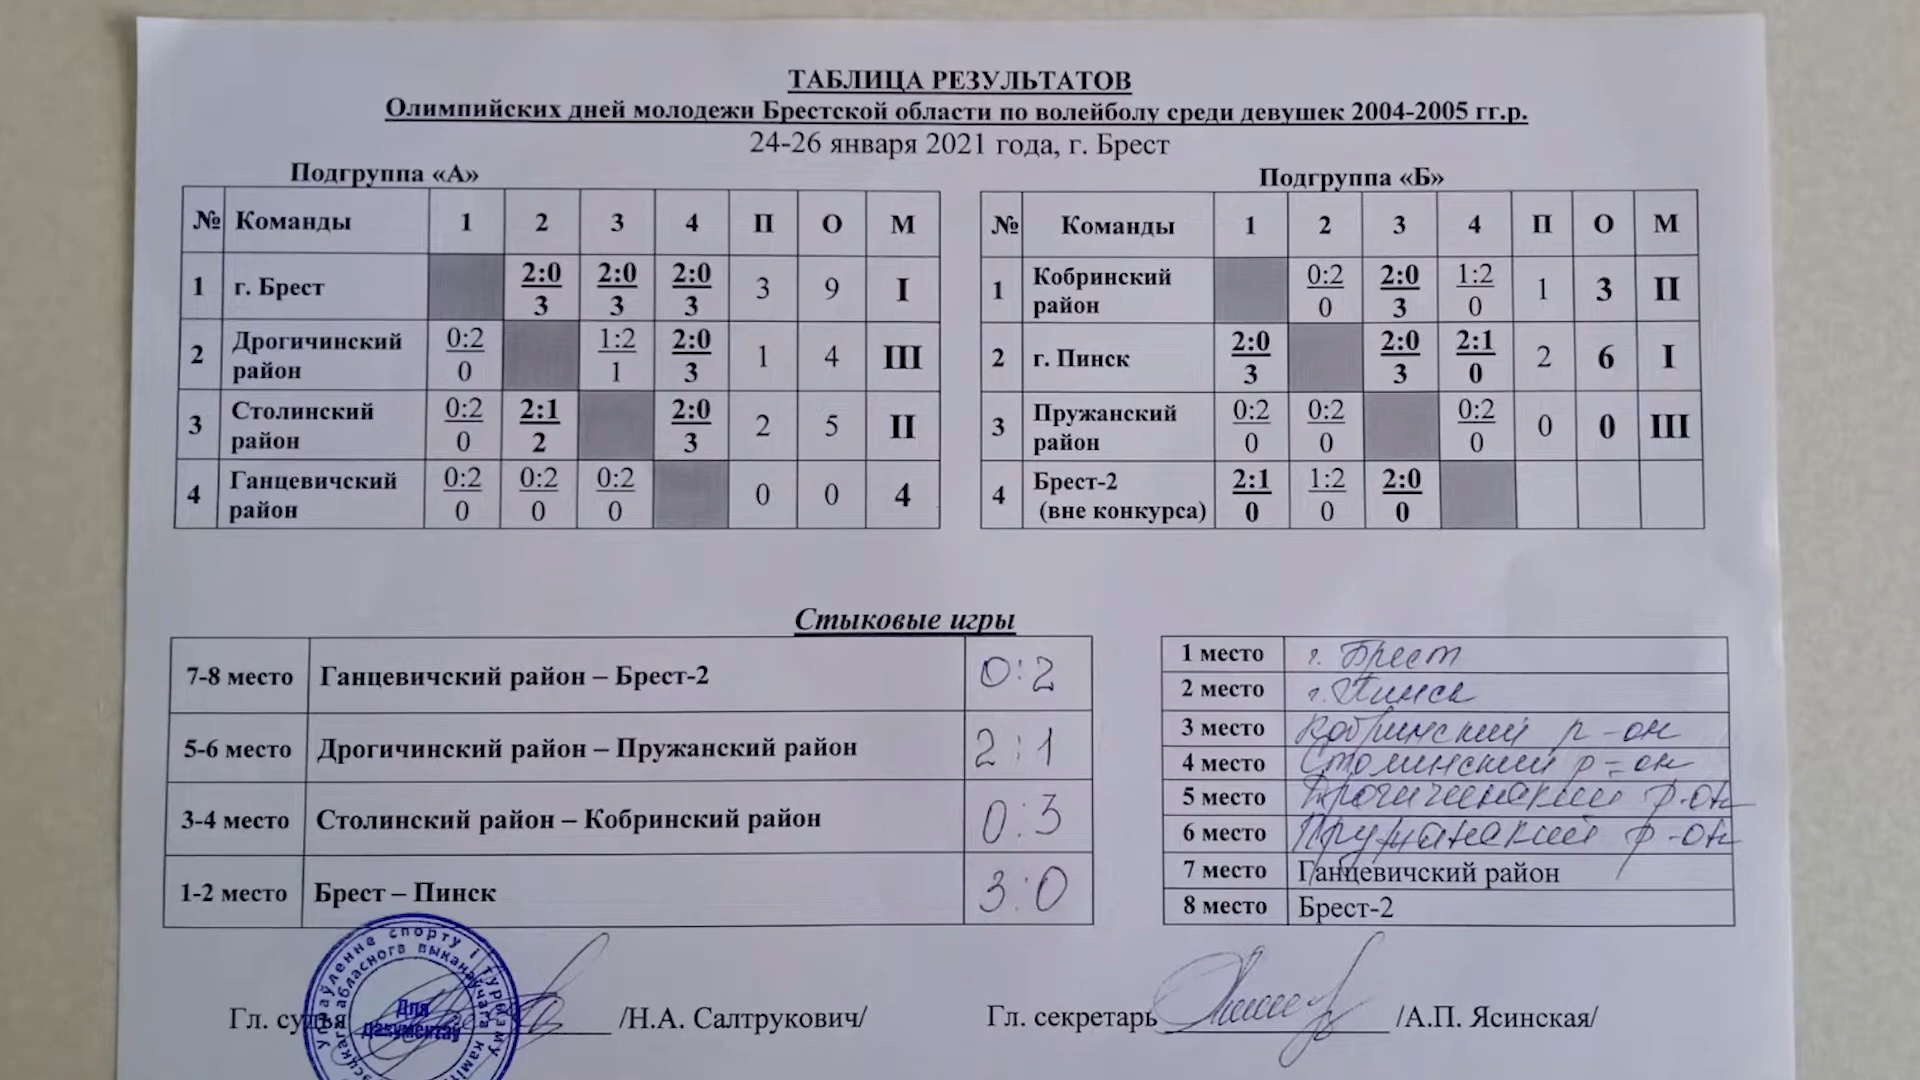 ТАБЛИЦА РЕЗУЛЬТАТОВ
Олимпийских дней молодежи Брестской области по волейболу среди девушек 2004-2005 гг.р.
24-26 января 2021 года, г. Брест
Подгруппа «А»
№ Команды 1 2 3 4 П О М
1 г. Брест 2:0 2:0 2:0 3 9 I
3 3 3
2 Дрогичинский район 0:2 1:2 2:0 1 4 III
0 1 3
3 Столинский район 0:2 2:1 2:0 2 5 II
0 2 3
4 Ганцевичский район 0:2 0:2 0:2 0 0 4
0 0 0
Подгруппа «Б»
№ Команды 1 2 3 4 П О М
1 Кобринский район 0:2 2:0 1:2 1 3 II
0 3 0
2 г. Пинск 2:0 2:0 2:1 2 6 I
3 3 0
3 Пружанский район 0:2 0:2 0:2 0 0 III
0 0 0
4 Брест-2 (вне конкурса) 2:1 1:2 2:0
0 0 0
Стыковые игры
7-8 место Ганцевичский район – Брест-2 0:2
5-6 место Дрогичинский район – Пружанский район 2:1
3-4 место Столинский район – Кобринский район 0:3
1-2 место Брест – Пинск 3:0
1 место г. Брест
2 место г. Пинск
3 место Кобринский р-он
4 место Столинский р-он
5 место Дрогичинский р-он
6 место Пружанский р-он
7 место Ганцевичский район
8 место Брест-2
Гл. судья /Н.А. Салтрукович/
Гл. секретарь /А.П. Ясинская/
спорту і турызму
абласного выканаўчага
Для
дакументаў